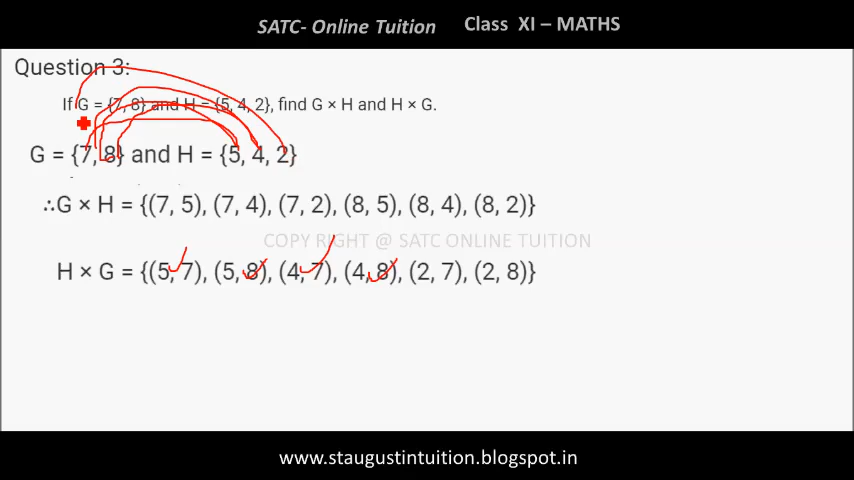 SATC- Online Tuition Class XI – MATHS
Question 3:
If G = {7, 8} and H = {5, 4, 2}, find G × H and H × G.
G = {7, 8} and H = {5, 4, 2}
∴G × H = {(7, 5), (7, 4), (7, 2), (8, 5), (8, 4), (8, 2)}
COPY RIGHT @ SATC ONLINE TUITION
H × G = {(5, 7), (5, 8), (4, 7), (4, 8), (2, 7), (2, 8)}
www.staugustintuition.blogspot.in